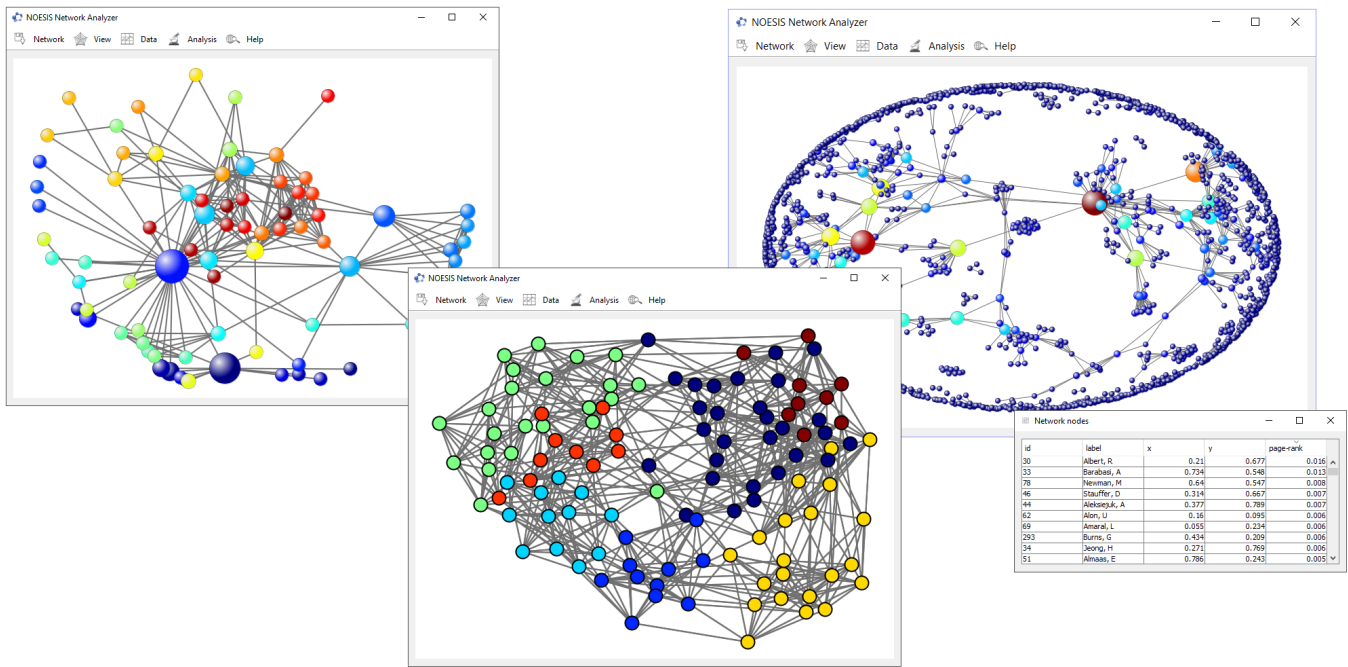 NOESIS Network Analyzer
Network View Data Analysis Help
NOESIS Network Analyzer
Network View Data Analysis Help
NOESIS Network Analyzer
Network View Data Analysis Help
Network nodes
id label x y page-rank
30 Albert, R 0.21 0.677 0.016
33 Barabasi, A 0.734 0.548 0.013
78 Newman, M 0.64 0.547 0.008
46 Stauffer, D 0.314 0.667 0.007
44 Aleksiejuk, A 0.377 0.789 0.007
62 Alon, U 0.16 0.095 0.006
69 Amaral, L 0.055 0.234 0.006
293 Burns, G 0.434 0.209 0.006
34 Jeong, H 0.271 0.769 0.006
51 Almaas, E 0.786 0.243 0.005